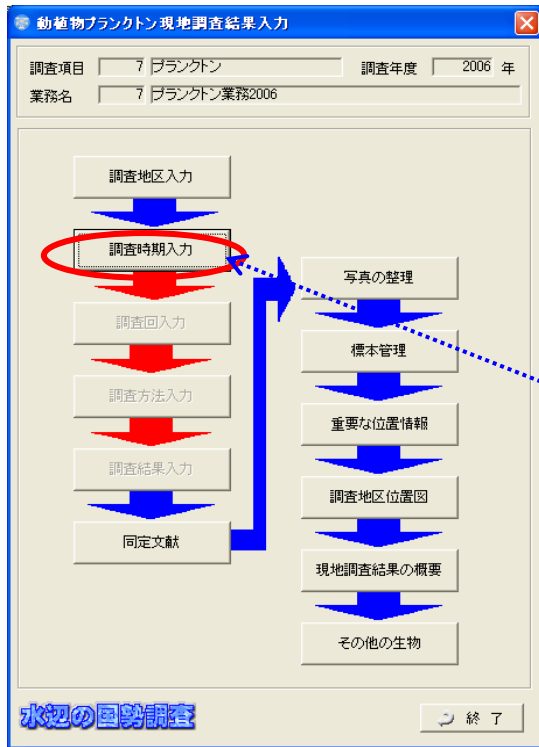 動植物プランクトン現地調査結果入力
調査項目 7 プランクトン 調査年度 2006 年
業務名 7 プランクトン業務2006
調査地区入力
調査時期入力
調査回入力
調査方法入力
調査結果入力
同定文献
写真の整理
標本管理
重要な位置情報
調査地区位置図
現地調査結果の概要
その他の生物
水辺の国勢調査
終了